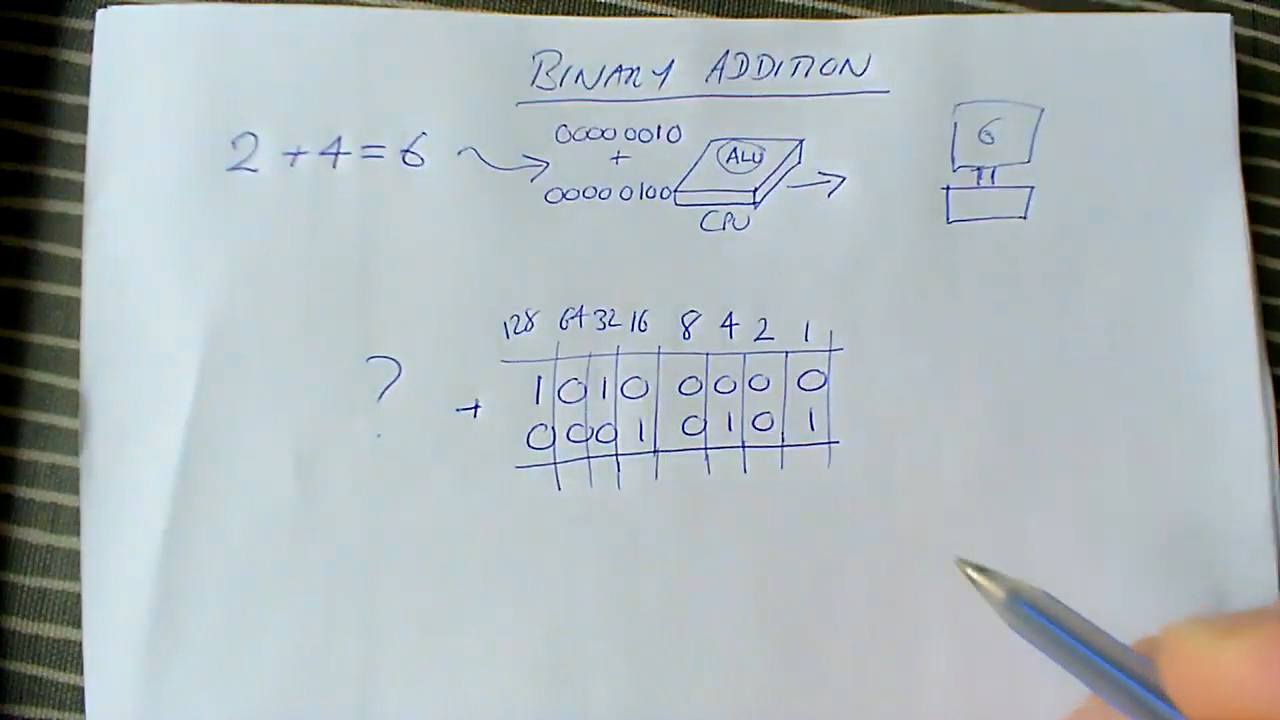 BINARY ADDITION
2 + 4 = 6
00000010
+
00000100
ALU
CPU
6
128 64 32 16 8 4 2 1
?
+
1 0 1 0 0 0 0 0
0 0 0 1 0 1 0 1